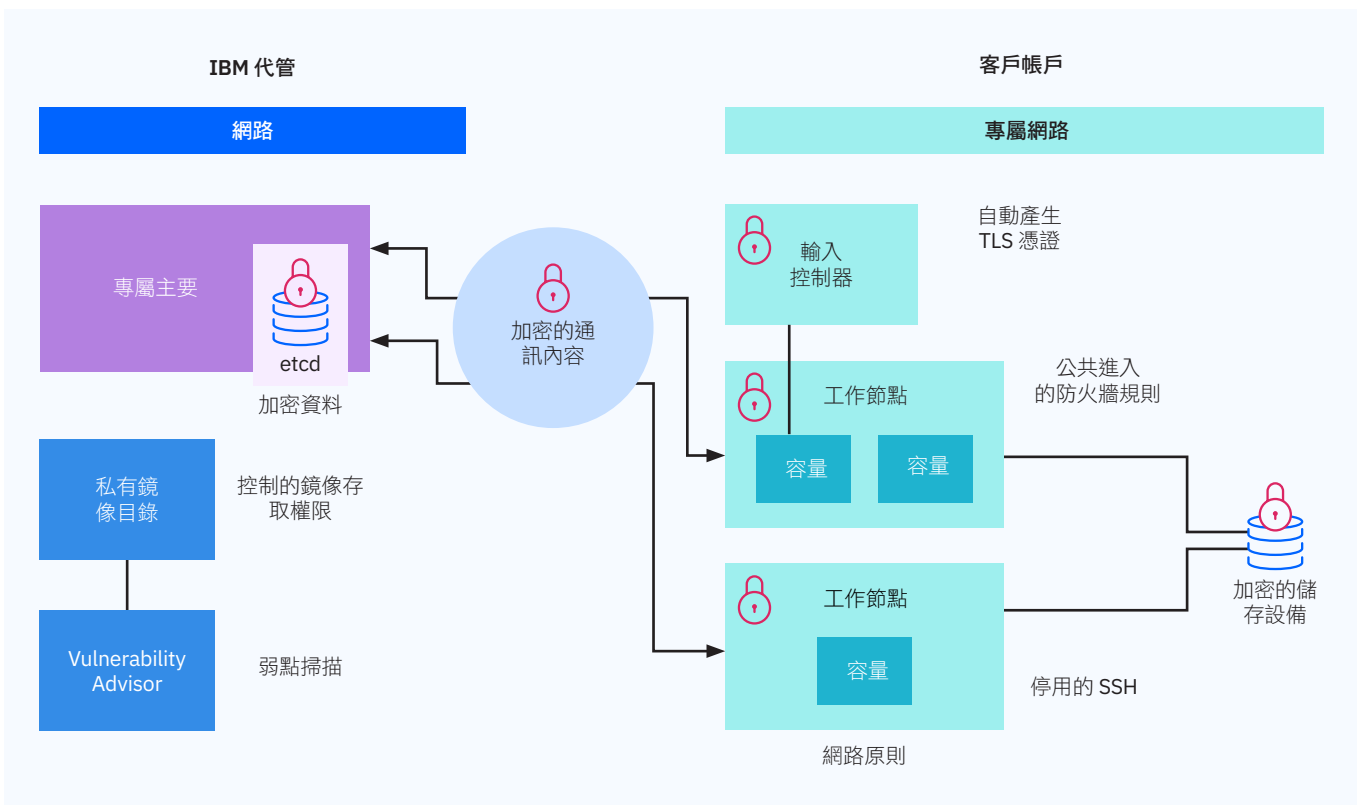 IBM 代管
網路
專屬主要
etcd
加密資料
私有鏡
像目錄
控制的鏡像存
取權限
Vulnerability
Advisor
弱點掃描
加密的通
訊內容
客戶帳戶
專屬網路
輸入
控制器
自動產生
TLS 憑證
工作節點
容量
容量
公共進入
的防火牆規則
工作節點
容量
網路原則
停用的 SSH
加密的儲
存設備